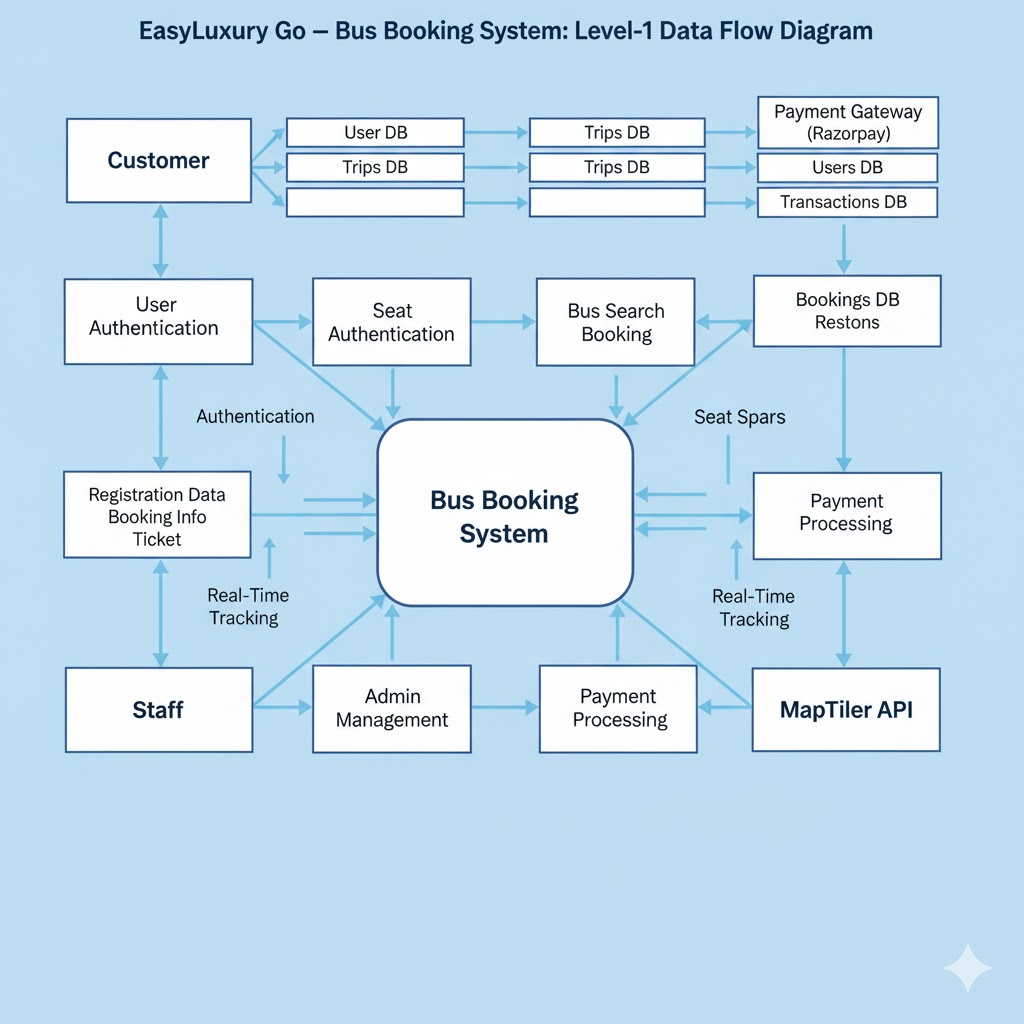 EasyLuxury Go – Bus Booking System: Level-1 Data Flow Diagram
Customer
User DB
Trips DB
Payment Gateway
(Razorpay)
Trips DB
Trips DB
Users DB
Transactions DB
User
Authentication
Seat
Authentication
Bus Search
Booking
Bookings DB
Restons
Authentication
Seat Spars
Registration Data
Booking Info
Ticket
Bus Booking
System
Payment
Processing
Real-Time
Tracking
Real-Time
Tracking
Staff
Admin
Management
Payment
Processing
MapTiler API